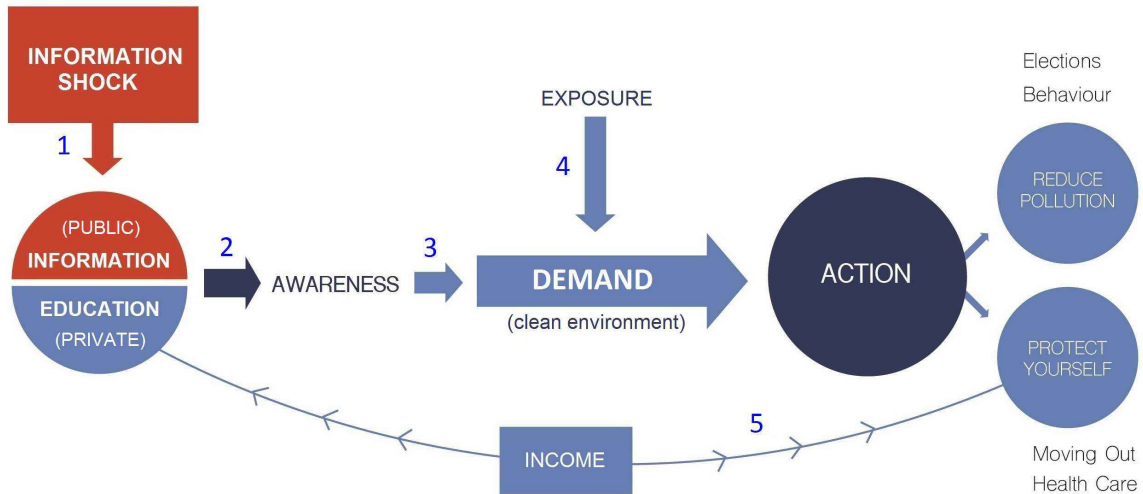 INFORMATION
SHOCK
1
(PUBLIC)
INFORMATION
EDUCATION
(PRIVATE)
2
AWARENESS
3
EXPOSURE
4
DEMAND
(clean environment)
ACTION
Elections
Behaviour
REDUCE
POLLUTION
PROTECT
YOURSELF
Moving Out
Health Care
INCOME
5